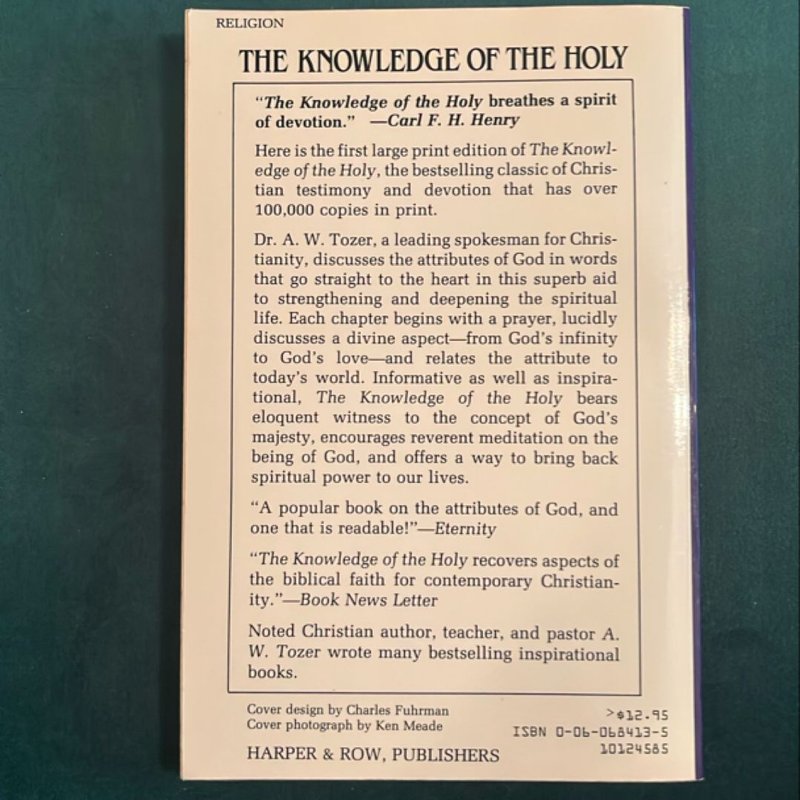 RELIGION
THE KNOWLEDGE OF THE HOLY
"The Knowledge of the Holy breathes a spirit
of devotion." —Carl F. H. Henry
Here is the first large print edition of The Knowl-
edge of the Holy, the bestselling classic of Chris-
tian testimony and devotion that has over
100,000 copies in print.
Dr. A. W. Tozer, a leading spokesman for Chris-
tianity, discusses the attributes of God in words
that go straight to the heart in this superb aid
to strengthening and deepening the spiritual
life. Each chapter begins with a prayer, lucidly
discusses a divine aspect—from God's infinity
to God's love—and relates the attribute to
today's world. Informative as well as inspira-
tional, The Knowledge of the Holy bears
eloquent witness to the concept of God's
majesty, encourages reverent meditation on the
being of God, and offers a way to bring back
spiritual power to our lives.
"A popular book on the attributes of God, and
one that is readable!"—Eternity
"The Knowledge of the Holy recovers aspects of
the biblical faith for contemporary Christian-
ity."—Book News Letter
Noted Christian author, teacher, and pastor A.
W. Tozer wrote many bestselling inspirational
books.
Cover design by Charles Fuhrman
Cover photograph by Ken Meade
HARPER & ROW, PUBLISHERS
>$12.95
ISBN 0-06-068413-5
10124585